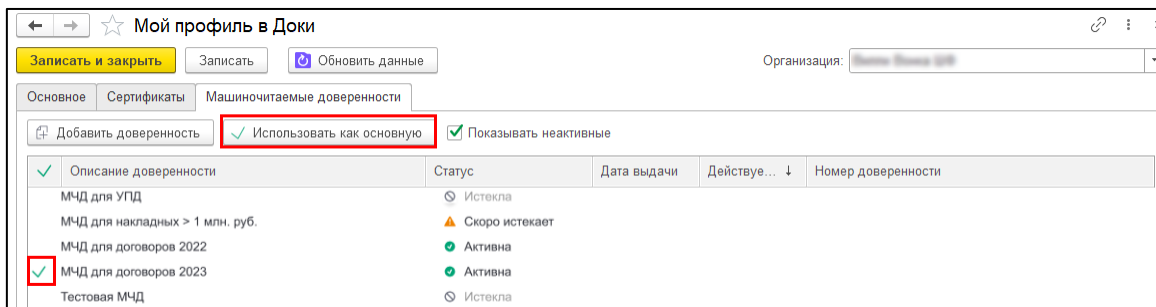 Мой профиль в Доки
Записать и закрыть Записать Обновить данные Организация:
Основное Сертификаты Машиночитаемые доверенности
Добавить доверенность Использовать как основную Показывать неактивные
Описание доверенности Статус Дата выдачи Действуе... ↓ Номер доверенности
МЧД для УПД Истекла
МЧД для накладных > 1 млн. руб. Скоро истекает
МЧД для договоров 2022 Активна
МЧД для договоров 2023 Активна
Тестовая МЧД Истекла